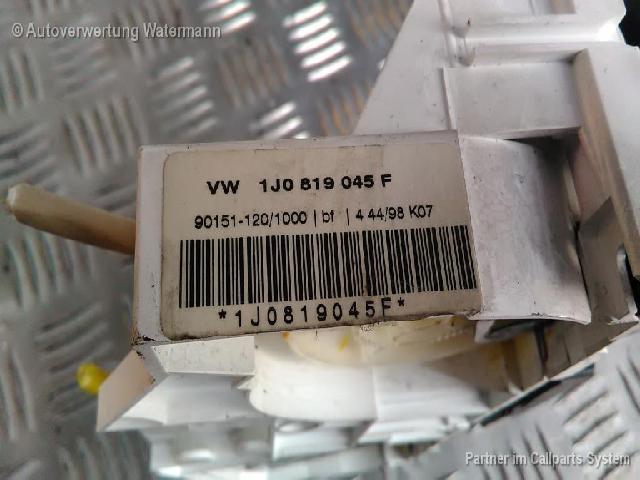 © Autoverwertung Watermann
VW 1J0 819 045 F
90151-120/1000 | bf | 4 44/98 K07
*1J0819045F*
Partner im Callparts System